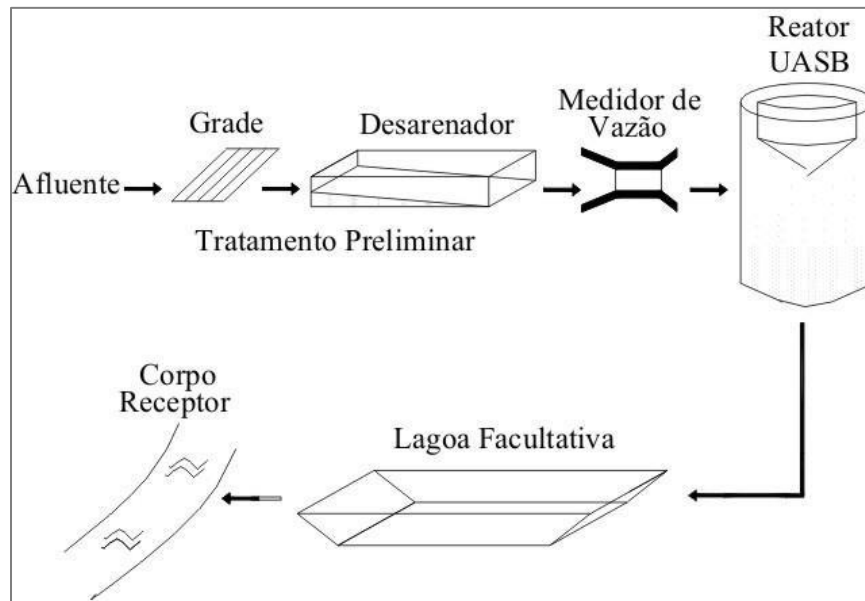 Reator
UASB
Medidor de
Vazão
Grade
Desarenador
Afluente
Tratamento Preliminar
Corpo
Receptor
Lagoa Facultativa